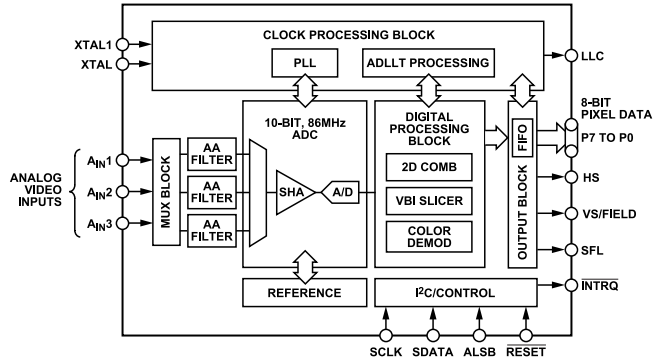 CLOCK PROCESSING BLOCK
XTAL1
XTAL
PLL
ADLLT PROCESSING
LLC
10-BIT, 86MHz
ADC
DIGITAL
PROCESSING
BLOCK
8-BIT
PIXEL DATA
P7 TO P0
FIFO
OUTPUT BLOCK
ANALOG
VIDEO
INPUTS
AIN1
AIN2
AIN3
MUX BLOCK
AA
FILTER
AA
FILTER
AA
FILTER
SHA
A/D
2D COMB
VBI SLICER
COLOR
DEMOD
HS
VS/FIELD
SFL
REFERENCE
I2C/CONTROL
INTRQ
SCLK
SDATA
ALSB
RESET